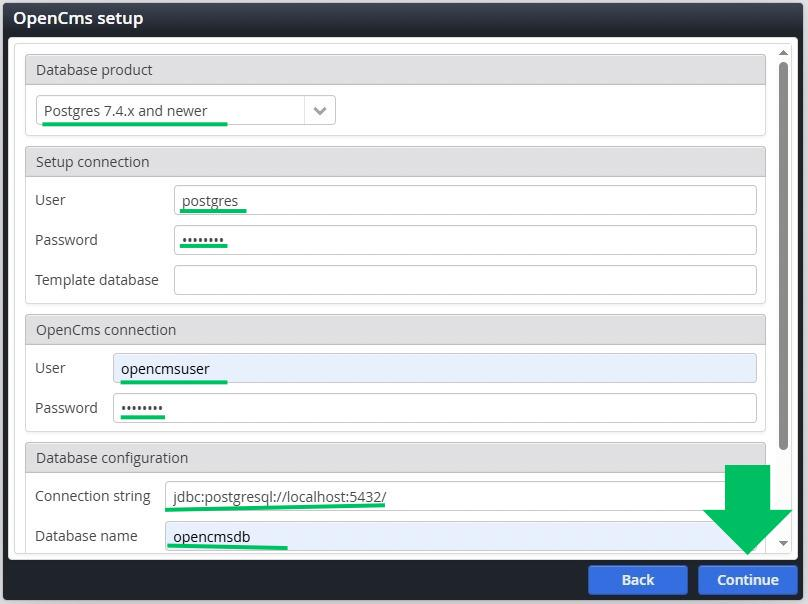 OpenCms setup
Database product
Postgres 7.4.x and newer
Setup connection
User postgres
Password ••••••••
Template database
OpenCms connection
User opencmsuser
Password ••••••••
Database configuration
Connection string jdbc:postgresql://localhost:5432/
Database name opencmsdb
Back Continue